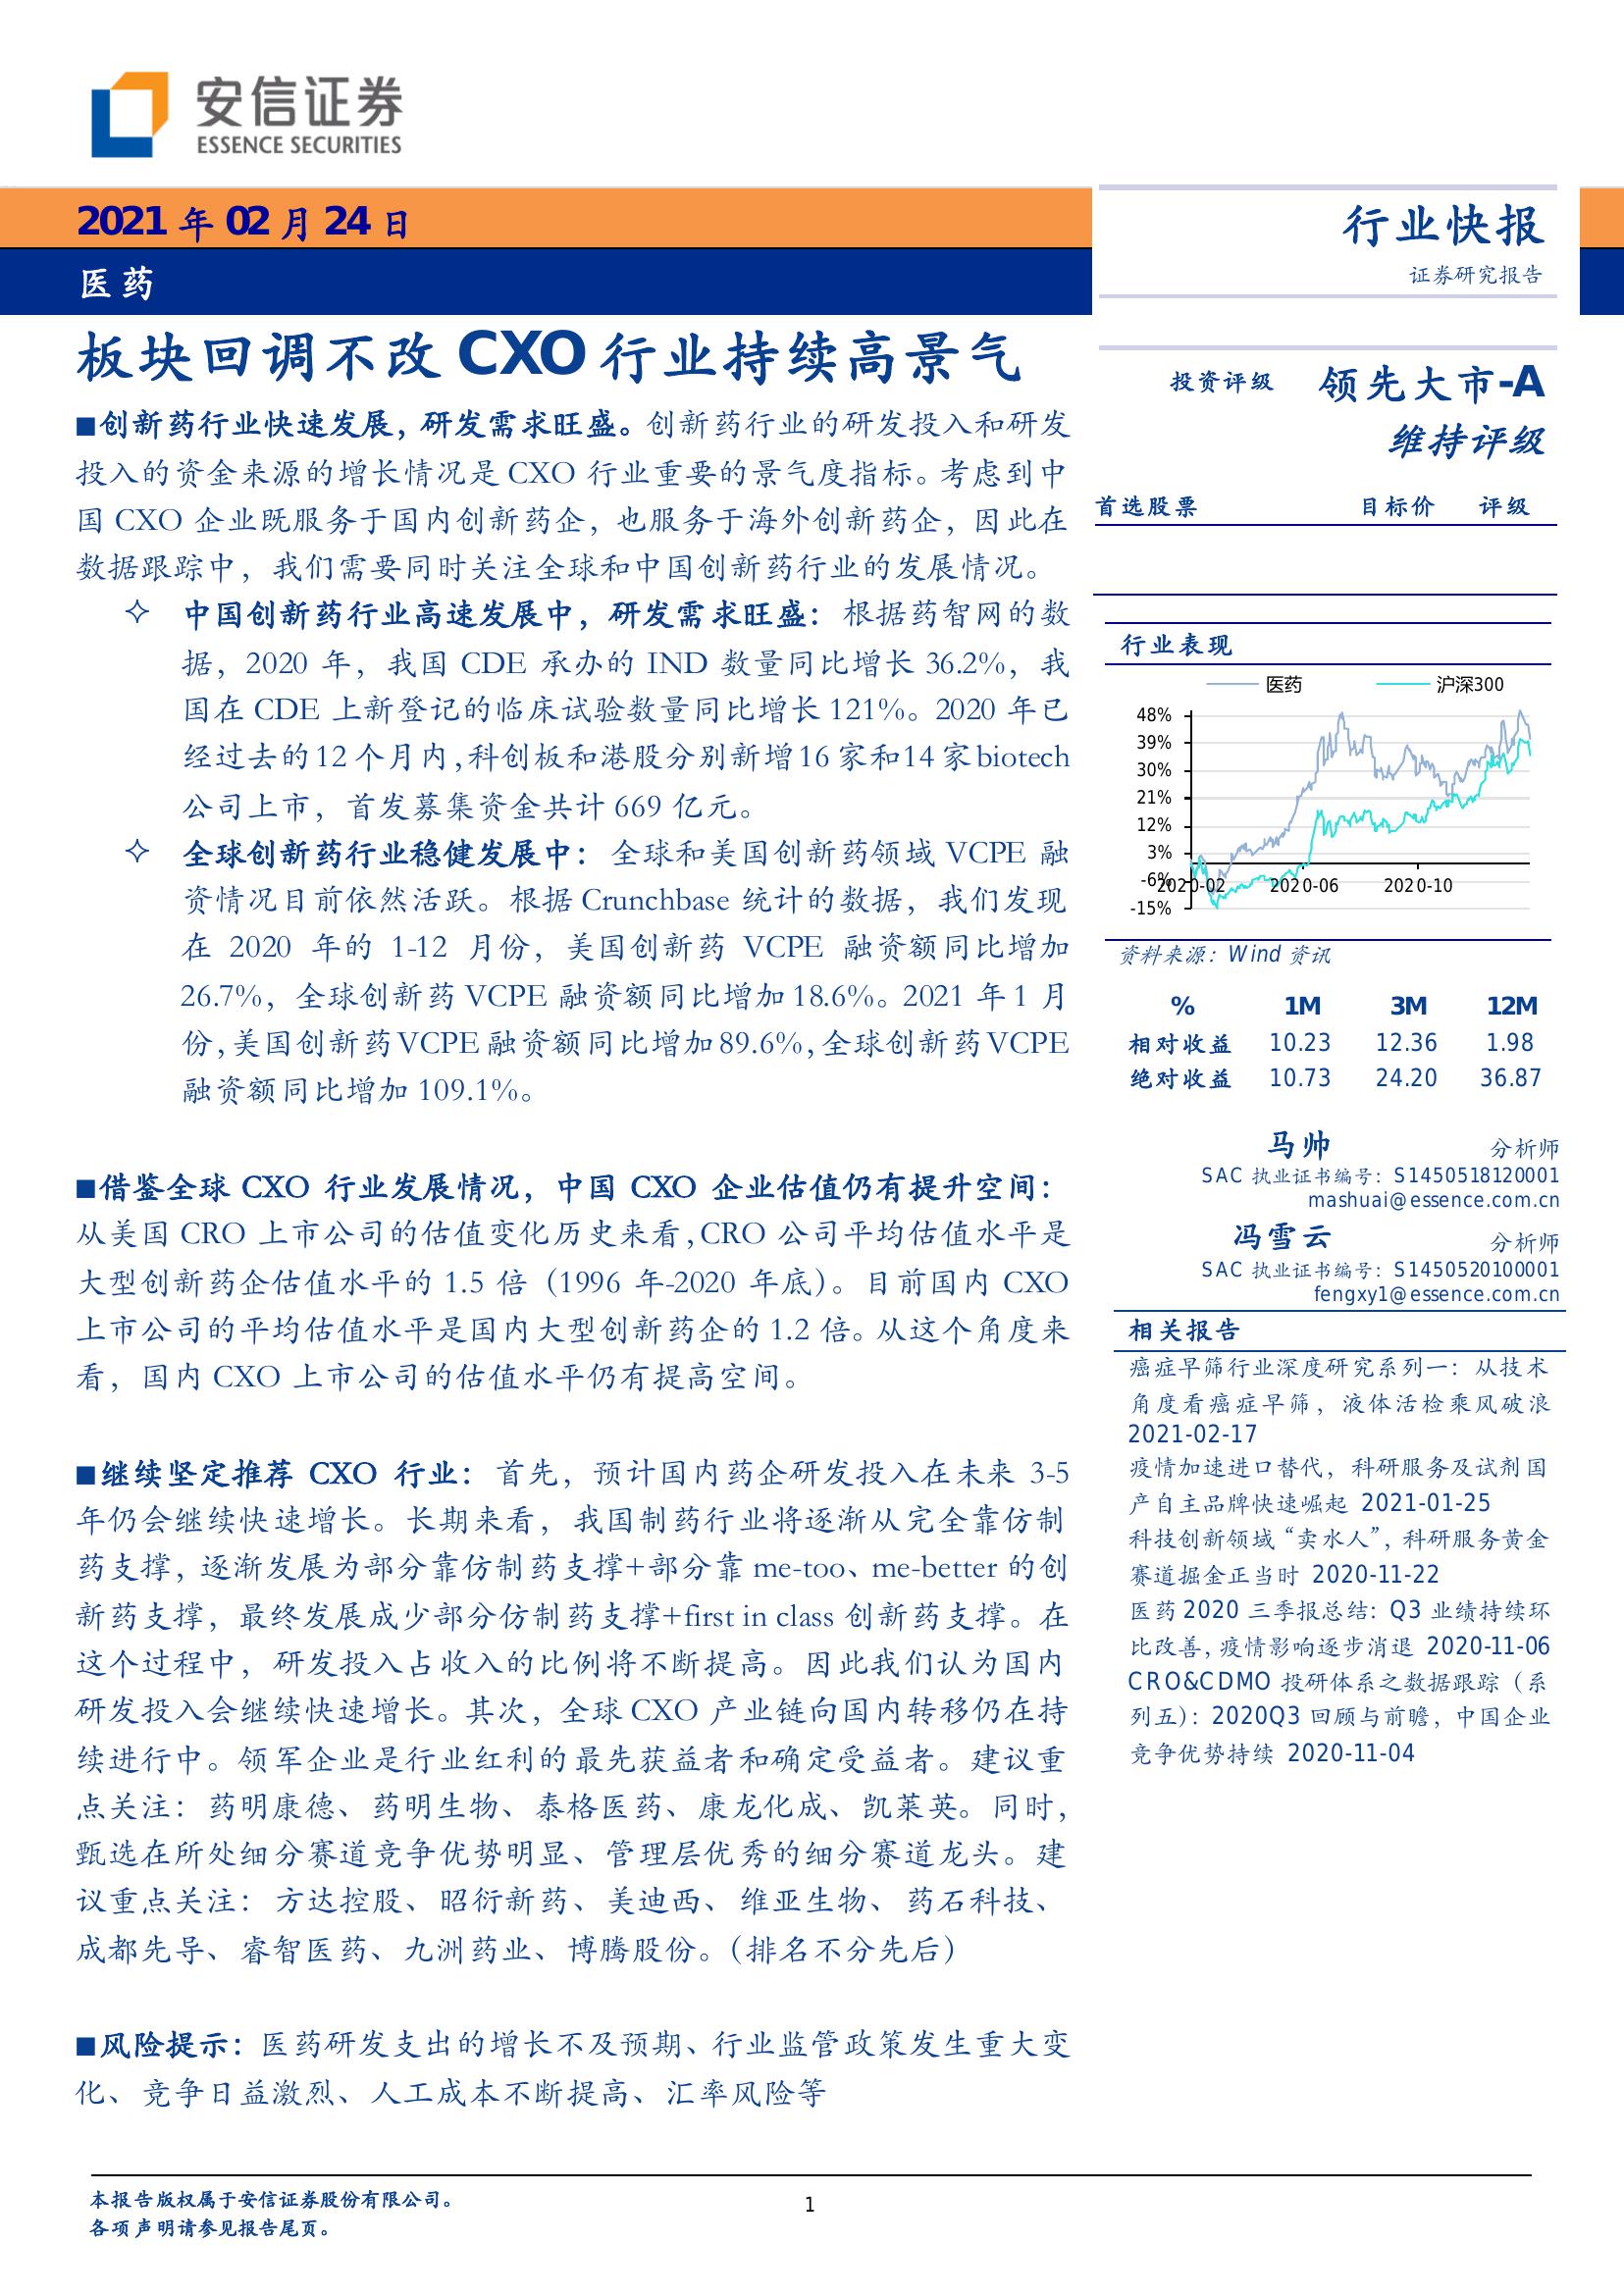 安信证券
ESSENCE SECURITIES
2021 年 02 月 24 日
医药
行业快报
证券研究报告
板块回调不改 CXO 行业持续高景气
■创新药行业快速发展，研发需求旺盛。创新药行业的研发投入和研发
投入的资金来源的增长情况是 CXO 行业重要的景气度指标。考虑到中
国 CXO 企业既服务于国内创新药企，也服务于海外创新药企，因此在
数据跟踪中，我们需要同时关注全球和中国创新药行业的发展情况。
✧ 中国创新药行业高速发展中，研发需求旺盛：根据药智网的数
据，2020 年，我国 CDE 承办的 IND 数量同比增长 36.2%，我
国在 CDE 上新登记的临床试验数量同比增长 121%。2020 年已
经过去的 12 个月内，科创板和港股分别新增 16 家和 14 家 biotech
公司上市，首发募集资金共计 669 亿元。
✧ 全球创新药行业稳健发展中：全球和美国创新药领域 VCPE 融
资情况目前依然活跃。根据 Crunchbase 统计的数据，我们发现
在 2020 年的 1-12 月份，美国创新药 VCPE 融资额同比增加
26.7%，全球创新药 VCPE 融资额同比增加 18.6%。2021 年 1 月
份，美国创新药 VCPE 融资额同比增加 89.6%，全球创新药 VCPE
融资额同比增加 109.1%。
■借鉴全球 CXO 行业发展情况，中国 CXO 企业估值仍有提升空间：
从美国 CRO 上市公司的估值变化历史来看，CRO 公司平均估值水平是
大型创新药企估值水平的 1.5 倍（1996 年-2020 年底）。目前国内 CXO
上市公司的平均估值水平是国内大型创新药企的 1.2 倍。从这个角度来
看，国内 CXO 上市公司的估值水平仍有提高空间。
■继续坚定推荐 CXO 行业：首先，预计国内药企研发投入在未来 3-5
年仍会继续快速增长。长期来看，我国制药行业将逐渐从完全靠仿制
药支撑，逐渐发展为部分靠仿制药支撑+部分靠 me-too、me-better 的创
新药支撑，最终发展成少部分仿制药支撑+first in class 创新药支撑。在
这个过程中，研发投入占收入的比例将不断提高。因此我们认为国内
研发投入会继续快速增长。其次，全球 CXO 产业链向国内转移仍在持
续进行中。领军企业是行业红利的最先获益者和确定受益者。建议重
点关注：药明康德、药明生物、泰格医药、康龙化成、凯莱英。同时，
甄选在所处细分赛道竞争优势明显、管理层优秀的细分赛道龙头。建
议重点关注：方达控股、昭衍新药、美迪西、维亚生物、药石科技、
成都先导、睿智医药、九洲药业、博腾股份。（排名不分先后）
■风险提示：医药研发支出的增长不及预期、行业监管政策发生重大变
化、竞争日益激烈、人工成本不断提高、汇率风险等
投资评级 领先大市-A
维持评级
首选股票 目标价 评级
行业表现
医药 沪深300
48%
39%
30%
21%
12%
3%
-6%
-15%
2020-02 2020-06 2020-10
资料来源：Wind 资讯
% 1M 3M 12M
相对收益 10.23 12.36 1.98
绝对收益 10.73 24.20 36.87
马帅 分析师
SAC 执业证书编号：S1450518120001
mashuai@essence.com.cn
冯雪云 分析师
SAC 执业证书编号：S1450520100001
fengxy1@essence.com.cn
相关报告
癌症早筛行业深度研究系列一：从技术
角度看癌症早筛，液体活检乘风破浪
2021-02-17
疫情加速进口替代，科研服务及试剂国
产自主品牌快速崛起 2021-01-25
科技创新领域“卖水人”，科研服务黄金
赛道掘金正当时 2020-11-22
医药 2020 三季报总结：Q3 业绩持续环
比改善，疫情影响逐步消退 2020-11-06
CRO&CDMO 投研体系之数据跟踪（系
列五）：2020Q3 回顾与前瞻，中国企业
竞争优势持续 2020-11-04
本报告版权属于安信证券股份有限公司。
各项声明请参见报告尾页。
1